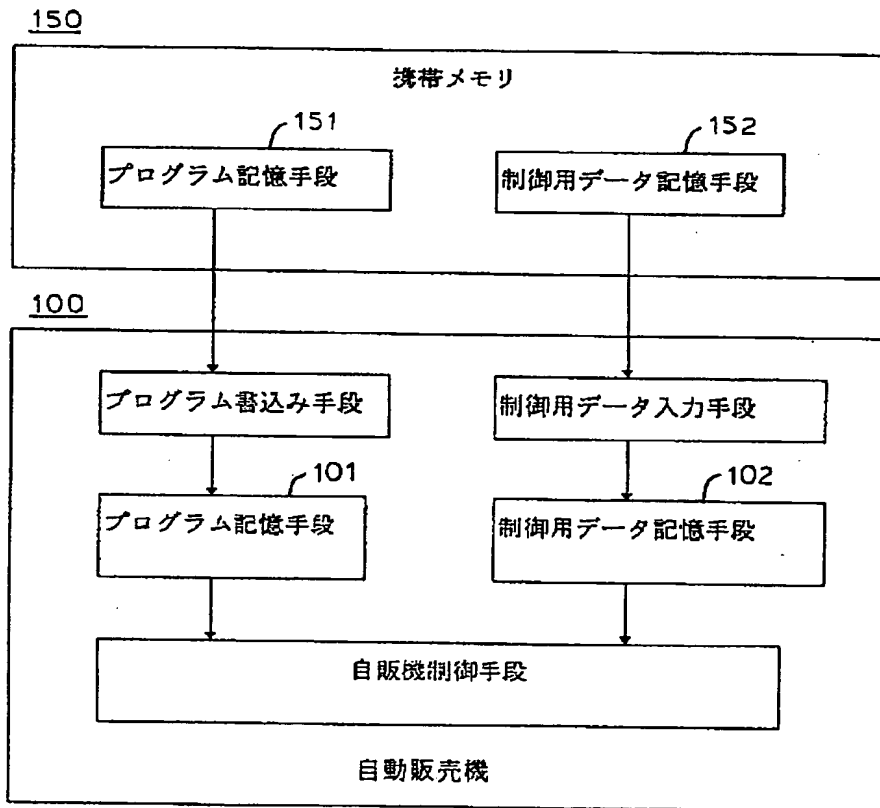 150
携帯メモリ
151
152
プログラム記憶手段
制御用データ記憶手段
100
プログラム書込み手段
制御用データ入力手段
101
102
プログラム記憶手段
制御用データ記憶手段
自販機制御手段
自動販売機